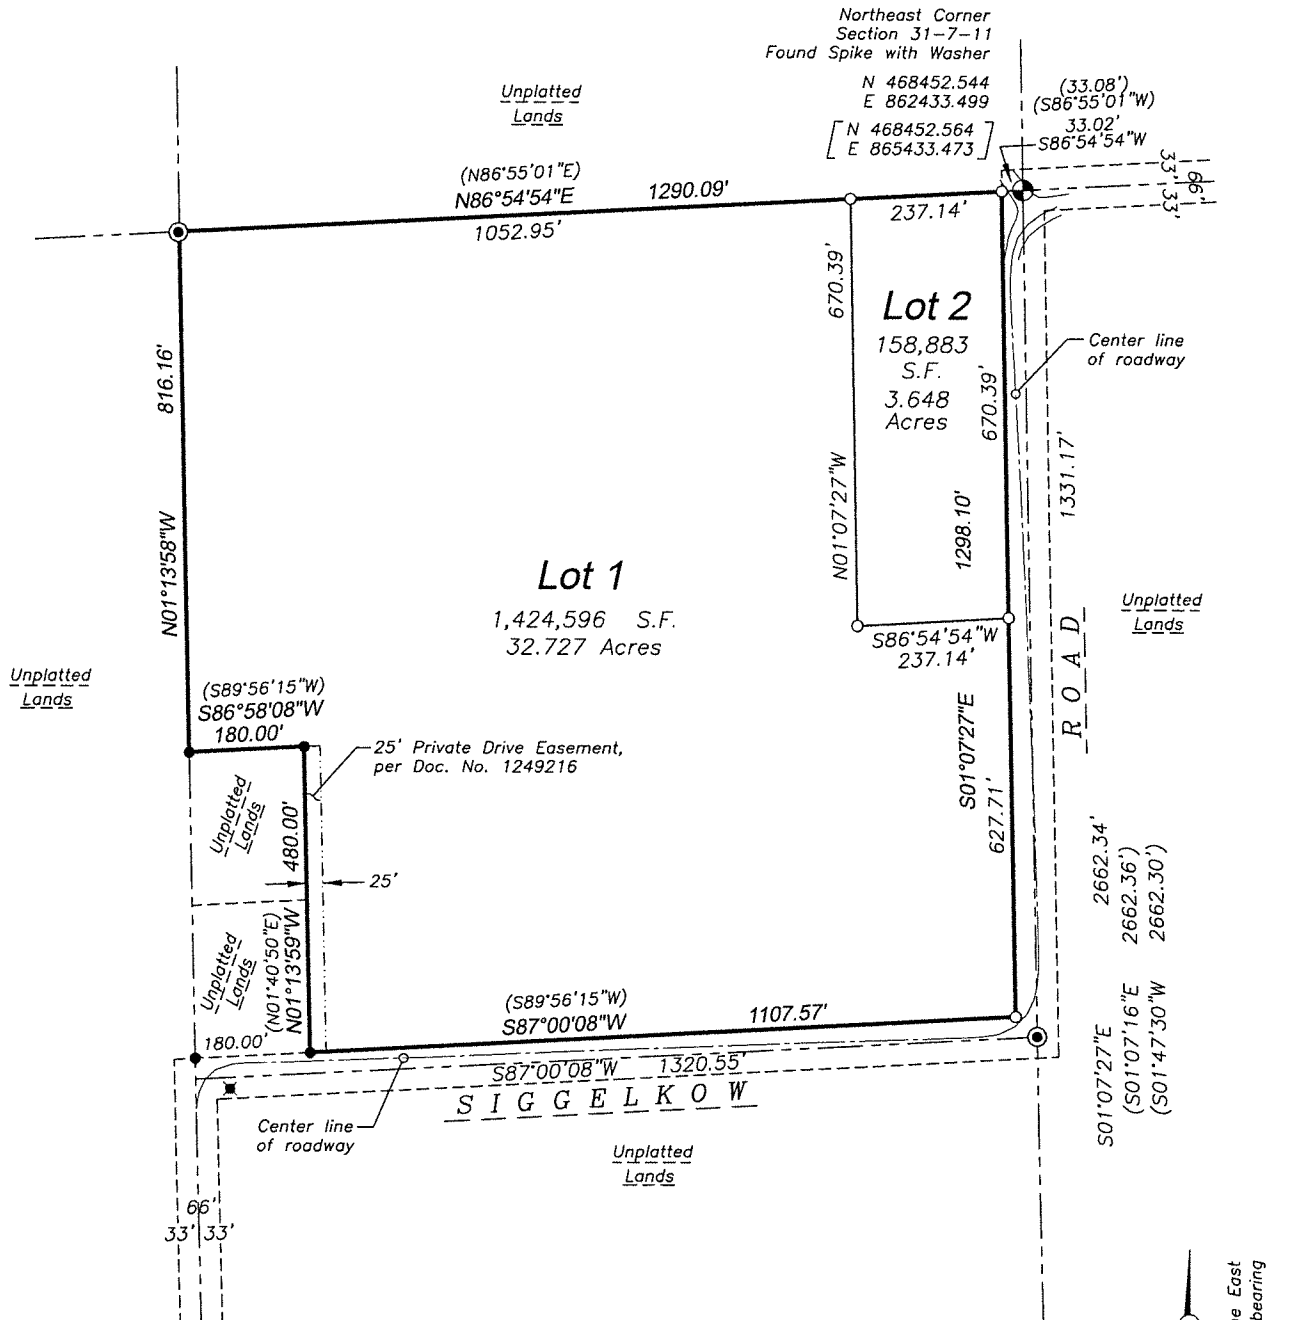 Northeast Corner
Section 31-7-11
Found Spike with Washer
N 468452.544
E 862433.499
N 468452.564
E 865433.473
(33.08')
(S86°55'01"W)
33.02'
S86°54'54"W
33'
33'
66'
Unplatted
Lands
(N86°55'01"E)
N86°54'54"E
1290.09'
1052.95'
237.14'
670.39'
Lot 2
158,883
S.F.
3.648
Acres
670.39'
Center line
of roadway
816.16'
N01°13'58"W
N01°07'27"W
1298.10'
1331.17'
Lot 1
1,424,596 S.F.
32.727 Acres
S86°54'54"W
237.14'
Unplatted
Lands
ROAD
Unplatted
Lands
(S89°56'15"W)
S86°58'08"W
180.00'
25' Private Drive Easement,
per Doc. No. 1249216
S01°07'27"E
627.71'
Unplatted
Lands
480.00'
25'
2662.34'
2662.36')
2662.30')
Unplatted
Lands
(N01°40'50"E)
N01°13'59"W
(S89°56'15"W)
S87°00'08"W
1107.57'
S01°07'27"E
(S01°07'16"E
(S01°47'30"W
180.00'
S87°00'08"W 1320.55'
SIGGELKOW
Center line
of roadway
Unplatted
Lands
66'
33' 33'
East
bearing